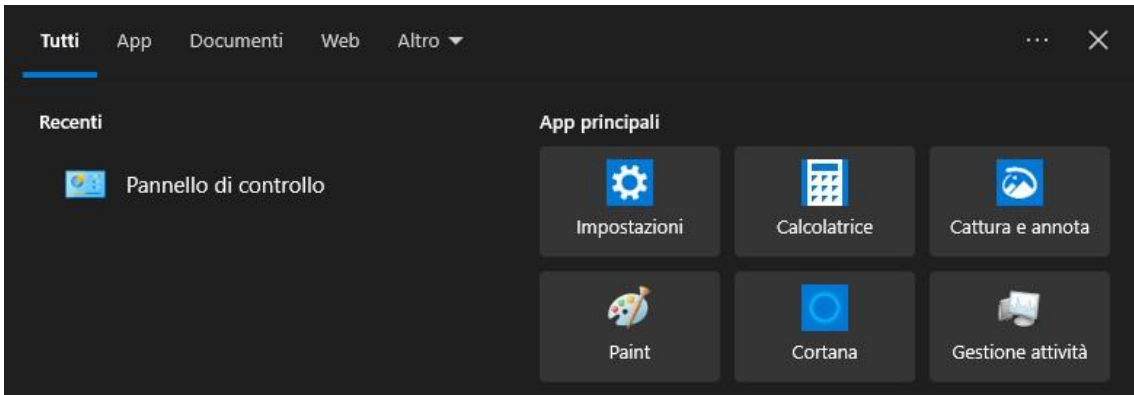 Tutti App Documenti Web Altro
Recenti
Pannello di controllo
App principali
Impostazioni Calcolatrice Cattura e annota
Paint Cortana Gestione attività